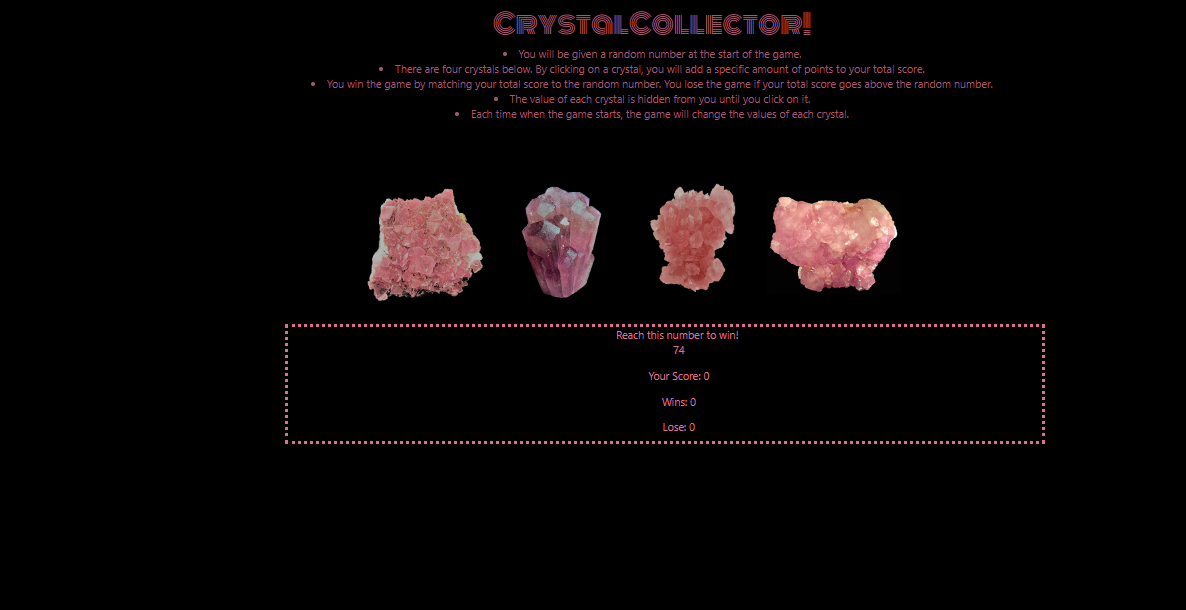 CrystalCollector!
You will be given a random number at the start of the game.
There are four crystals below. By clicking on a crystal, you will add a specific amount of points to your total score.
You win the game by matching your total score to the random number. You lose the game if your total score goes above the random number.
The value of each crystal is hidden from you until you click on it.
Each time when the game starts, the game will change the values of each crystal.
Reach this number to win!
74
Your Score: 0
Wins: 0
Lose: 0